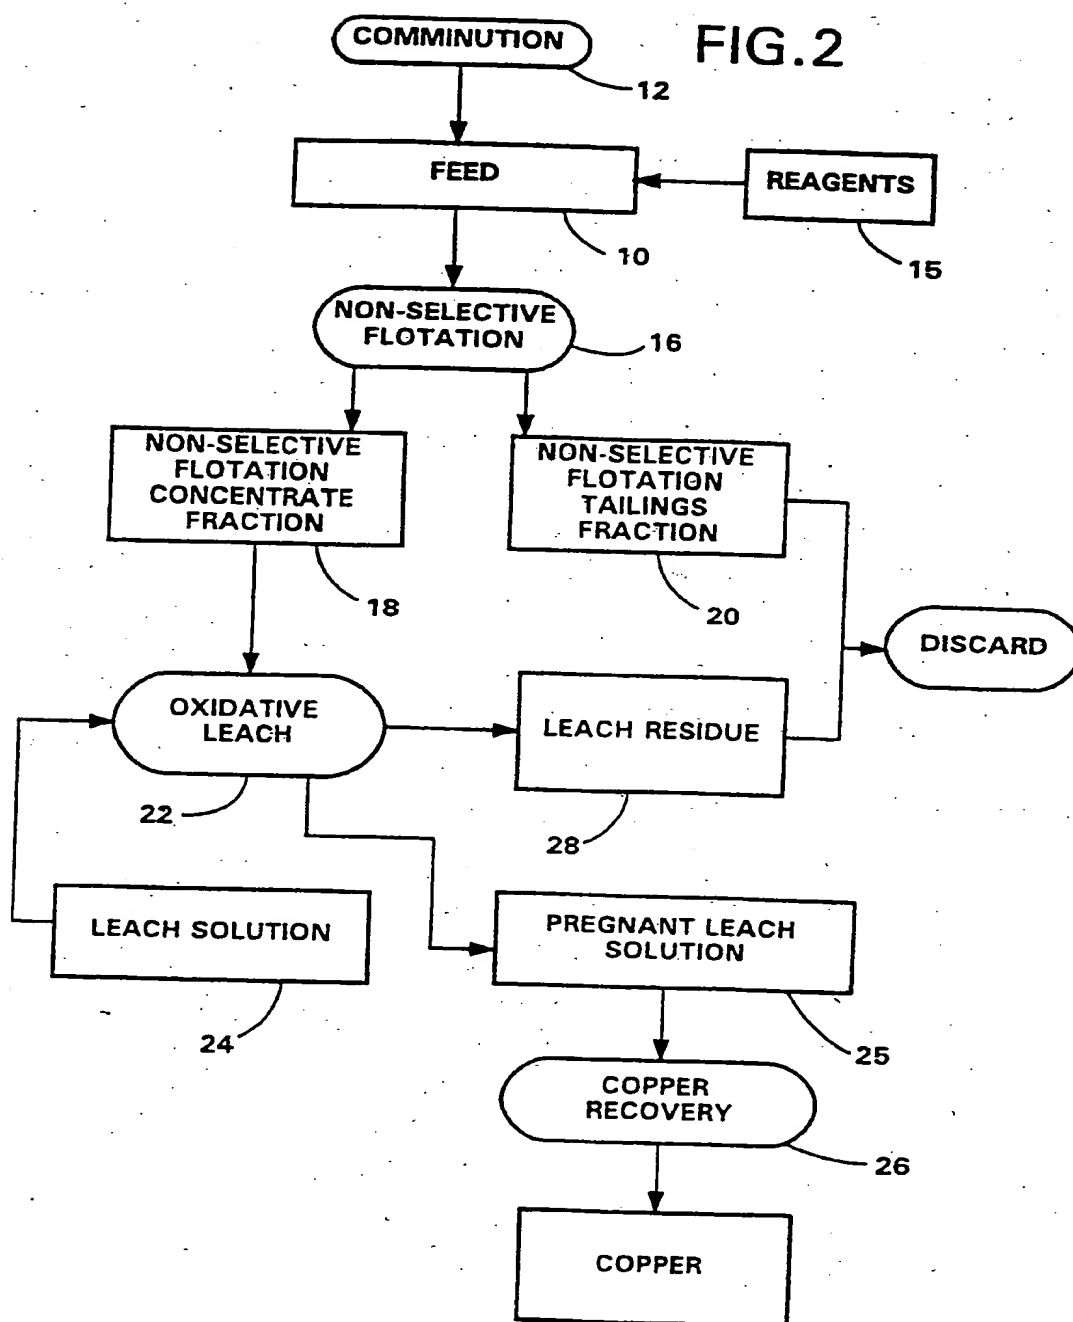 COMMINUTION
FIG.2
12
FEED
REAGENTS
10
15
NON-SELECTIVE
FLOTATION
16
NON-SELECTIVE
FLOTATION
CONCENTRATE
FRACTION
NON-SELECTIVE
FLOTATION
TAILINGS
FRACTION
18
20
DISCARD
OXIDATIVE
LEACH
LEACH RESIDUE
22
28
LEACH SOLUTION
PREGNANT LEACH
SOLUTION
24
25
COPPER
RECOVERY
26
COPPER